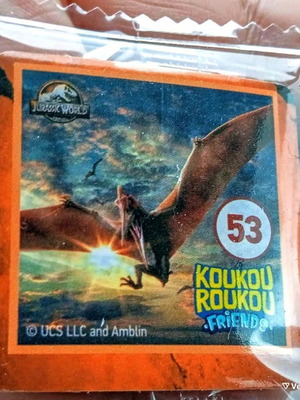 JURASSIC WORLD
53
KOUKOU
ROUKOU
FRiENDS
© UCS LLC and Amblin